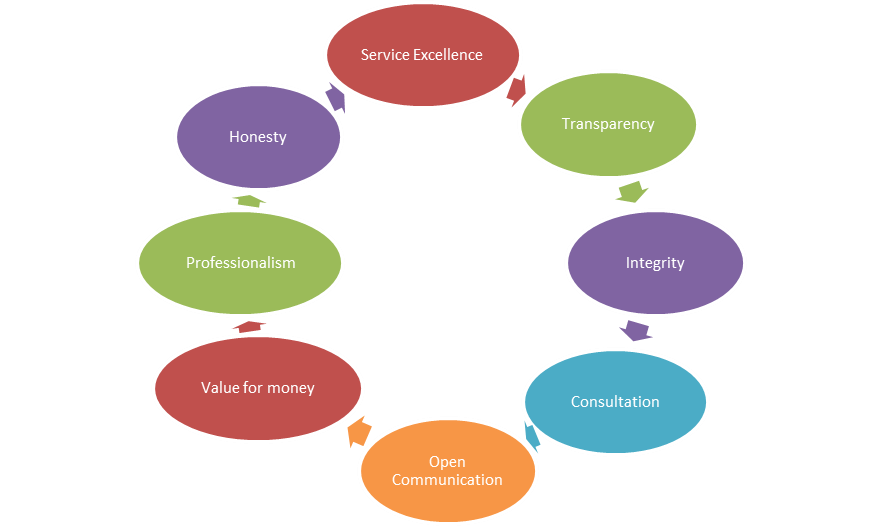 Service Excellence
Transparency
Integrity
Consultation
Open
Communication
Value for money
Professionalism
Honesty